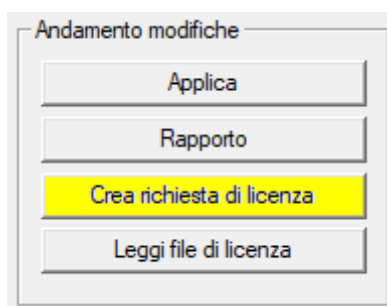 Andamento modifiche
Applica
Rapporto
Crea richiesta di licenza
Leggi file di licenza